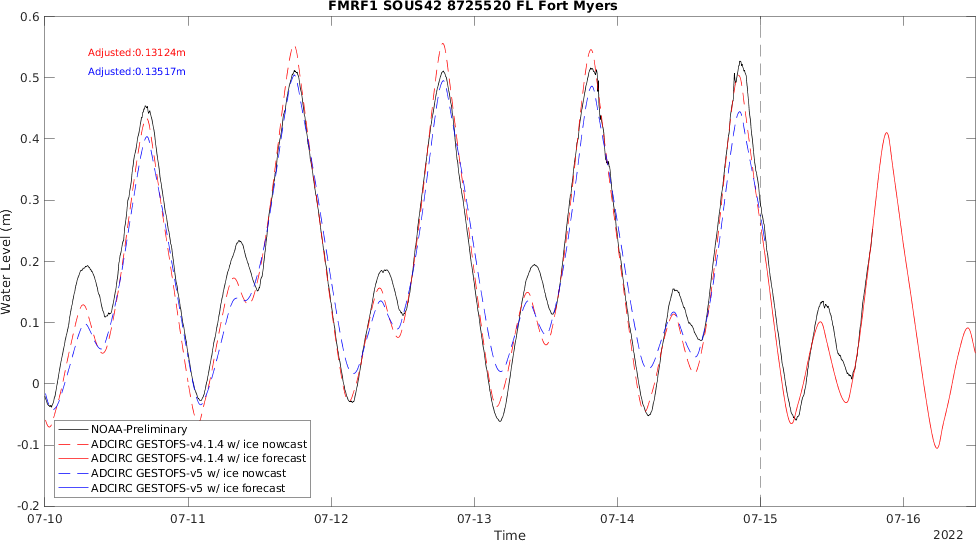 FMRF1 SOUS42 8725520 FL Fort Myers
0.6
0.5
0.4
0.3
0.2
0.1
0
-0.1
-0.2
Water Level (m)
Adjusted:0.13124m
Adjusted:0.13517m
NOAA-Preliminary
ADCIRC GESTOFS-v4.1.4 w/ ice nowcast
ADCIRC GESTOFS-v4.1.4 w/ ice forecast
ADCIRC GESTOFS-v5 w/ ice nowcast
ADCIRC GESTOFS-v5 w/ ice forecast
07-10 07-11 07-12 07-13 07-14 07-15 07-16
Time
2022